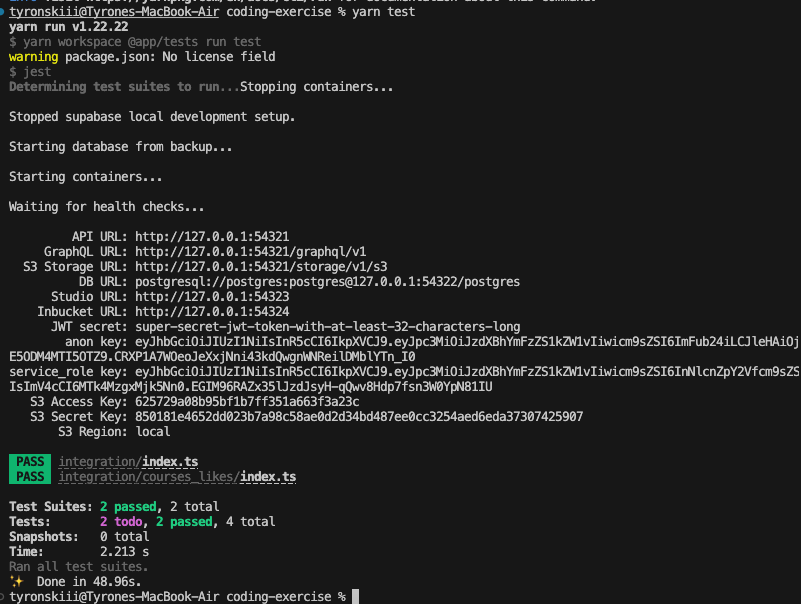 tyronskiii@Tyrones-MacBook-Air coding-exercise % yarn test
yarn run v1.22.22
$ yarn workspace @app/tests run test
warning package.json: No license field
$ jest
Determining test suites to run...Stopping containers...
Stopped supabase local development setup.
Starting database from backup...
Starting containers...
Waiting for health checks...
API URL: http://127.0.0.1:54321
GraphQL URL: http://127.0.0.1:54321/graphql/v1
S3 Storage URL: http://127.0.0.1:54321/storage/v1/s3
DB URL: postgresql://postgres:postgres@127.0.0.1:54322/postgres
Studio URL: http://127.0.0.1:54323
Inbucket URL: http://127.0.0.1:54324
JWT secret: super-secret-jwt-token-with-at-least-32-characters-long
anon key: eyJhbGciOiJIUzI1NiIsInR5cCI6IkpXVCJ9.eyJpc3MiOiJzdXBhYmFzZS1kZW1vIiwicm9sZSI6ImFub24iLCJleHAiOj
E5ODM4MTI5OTZ9.CRXP1A7WOeoJeXxjNni43kdQwgnWNReilDMblYTn_I0
service_role key: eyJhbGciOiJIUzI1NiIsInR5cCI6IkpXVCJ9.eyJpc3MiOiJzdXBhYmFzZS1kZW1vIiwicm9sZSI6InNlcnZpY2Vfcm9sZS
IsImV4cCI6MTk4MzgxMjk5Nn0.EGIM96RAZx35lJzdJsyH-qQwv8Hdp7fsn3W0YpN81IU
S3 Access Key: 625729a08b95bf1b7ff351a663f3a23c
S3 Secret Key: 850181e4652dd023b7a98c58ae0d2d34bd487ee0cc3254aed6eda37307425907
S3 Region: local
PASS integration/index.ts
PASS integration/courses_likes/index.ts
Test Suites: 2 passed, 2 total
Tests: 2 todo, 2 passed, 4 total
Snapshots: 0 total
Time: 2.213 s
Ran all test suites.
✨ Done in 48.96s.
tyronskiii@Tyrones-MacBook-Air coding-exercise %